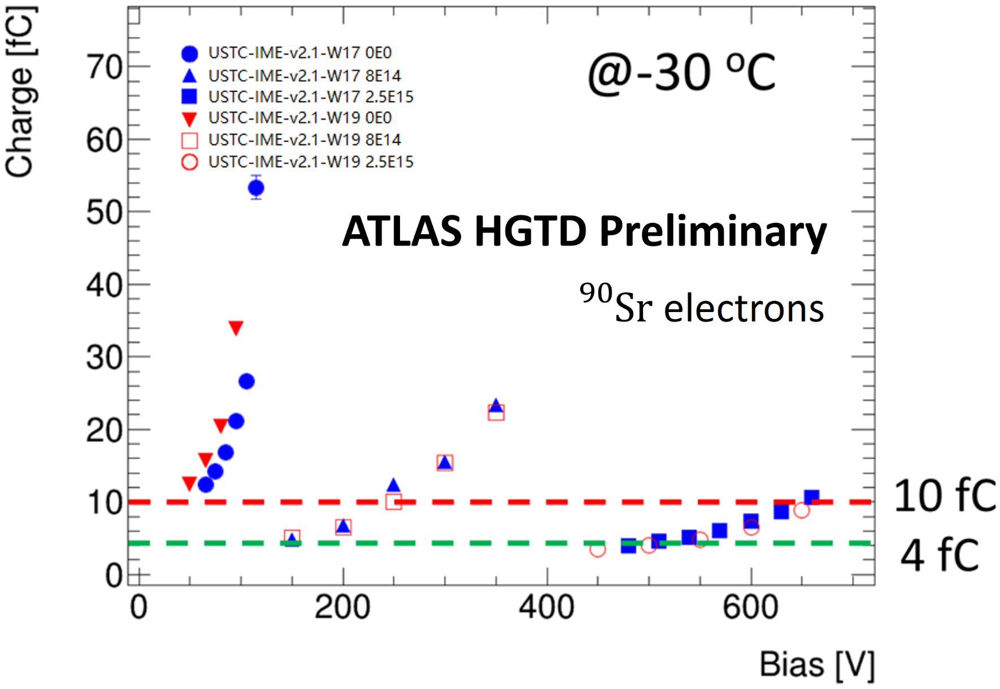 Charge [fC]
70
60
50
40
30
20
10
0
USTC-IME-v2.1-W17 0E0
USTC-IME-v2.1-W17 8E14
USTC-IME-v2.1-W17 2.5E15
USTC-IME-v2.1-W19 0E0
USTC-IME-v2.1-W19 8E14
USTC-IME-v2.1-W19 2.5E15
@-30 °C
ATLAS HGTD Preliminary
⁹⁰Sr electrons
10 fC
4 fC
0 200 400 600
Bias [V]